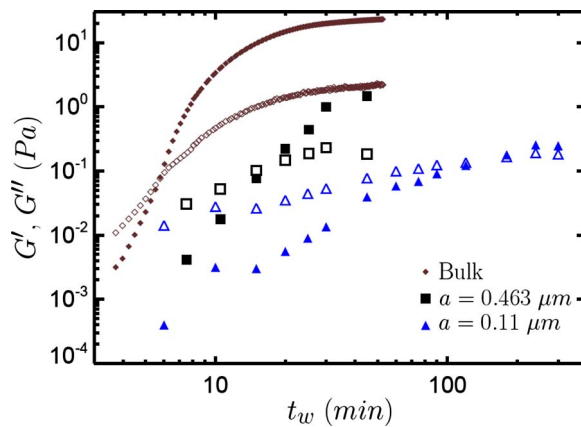 10¹
10⁰
10⁻¹
10⁻²
10⁻³
10⁻⁴
G′, G″ (Pa)
10
100
t_w (min)
Bulk
a = 0.463 μm
a = 0.11 μm